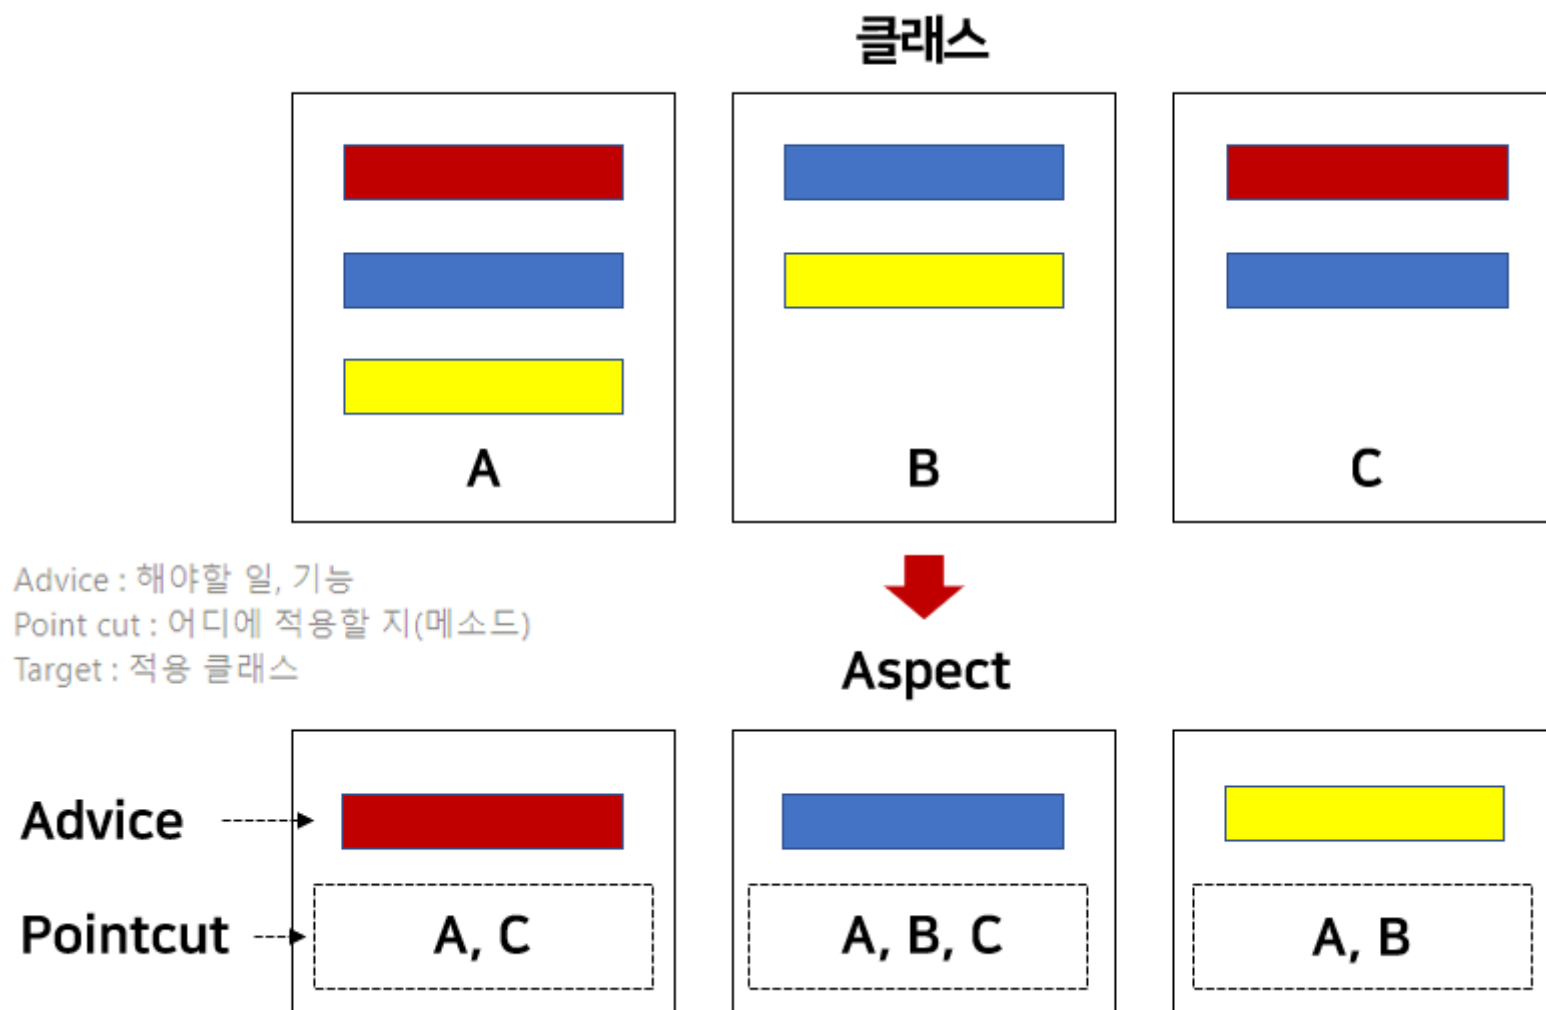 클래스
A
B
C
Advice : 해야할 일, 기능
Point cut : 어디에 적용할 지(메소드)
Target : 적용 클래스
Aspect
Advice
Pointcut
A, C
A, B, C
A, B